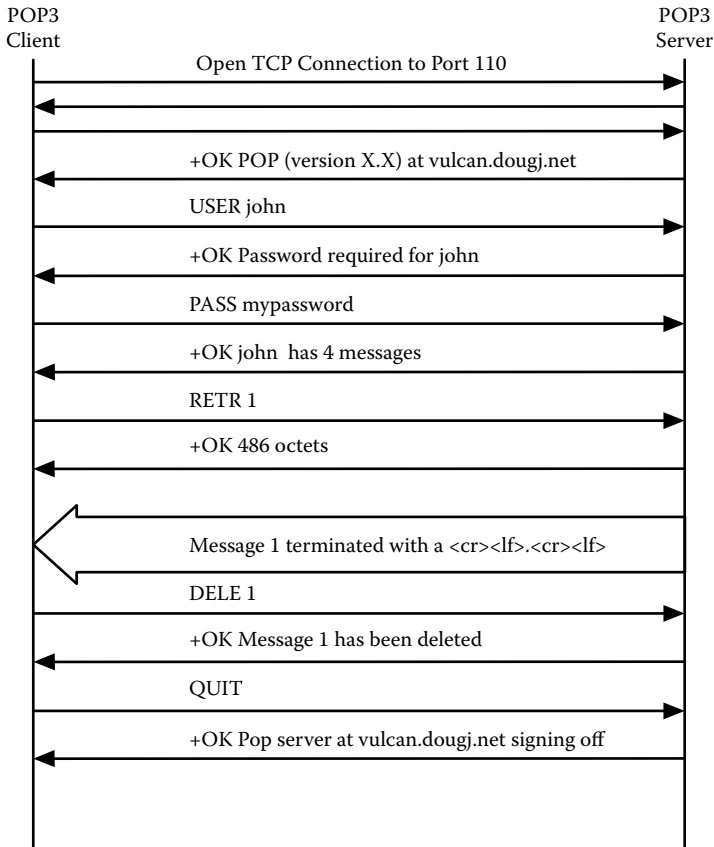 POP3
Client
POP3
Server
Open TCP Connection to Port 110
+OK POP (version X.X) at vulcan.dougj.net
USER john
+OK Password required for john
PASS mypassword
+OK john has 4 messages
RETR 1
+OK 486 octets
Message 1 terminated with a <cr><lf>.<cr><lf>
DELE 1
+OK Message 1 has been deleted
QUIT
+OK Pop server at vulcan.dougj.net signing off